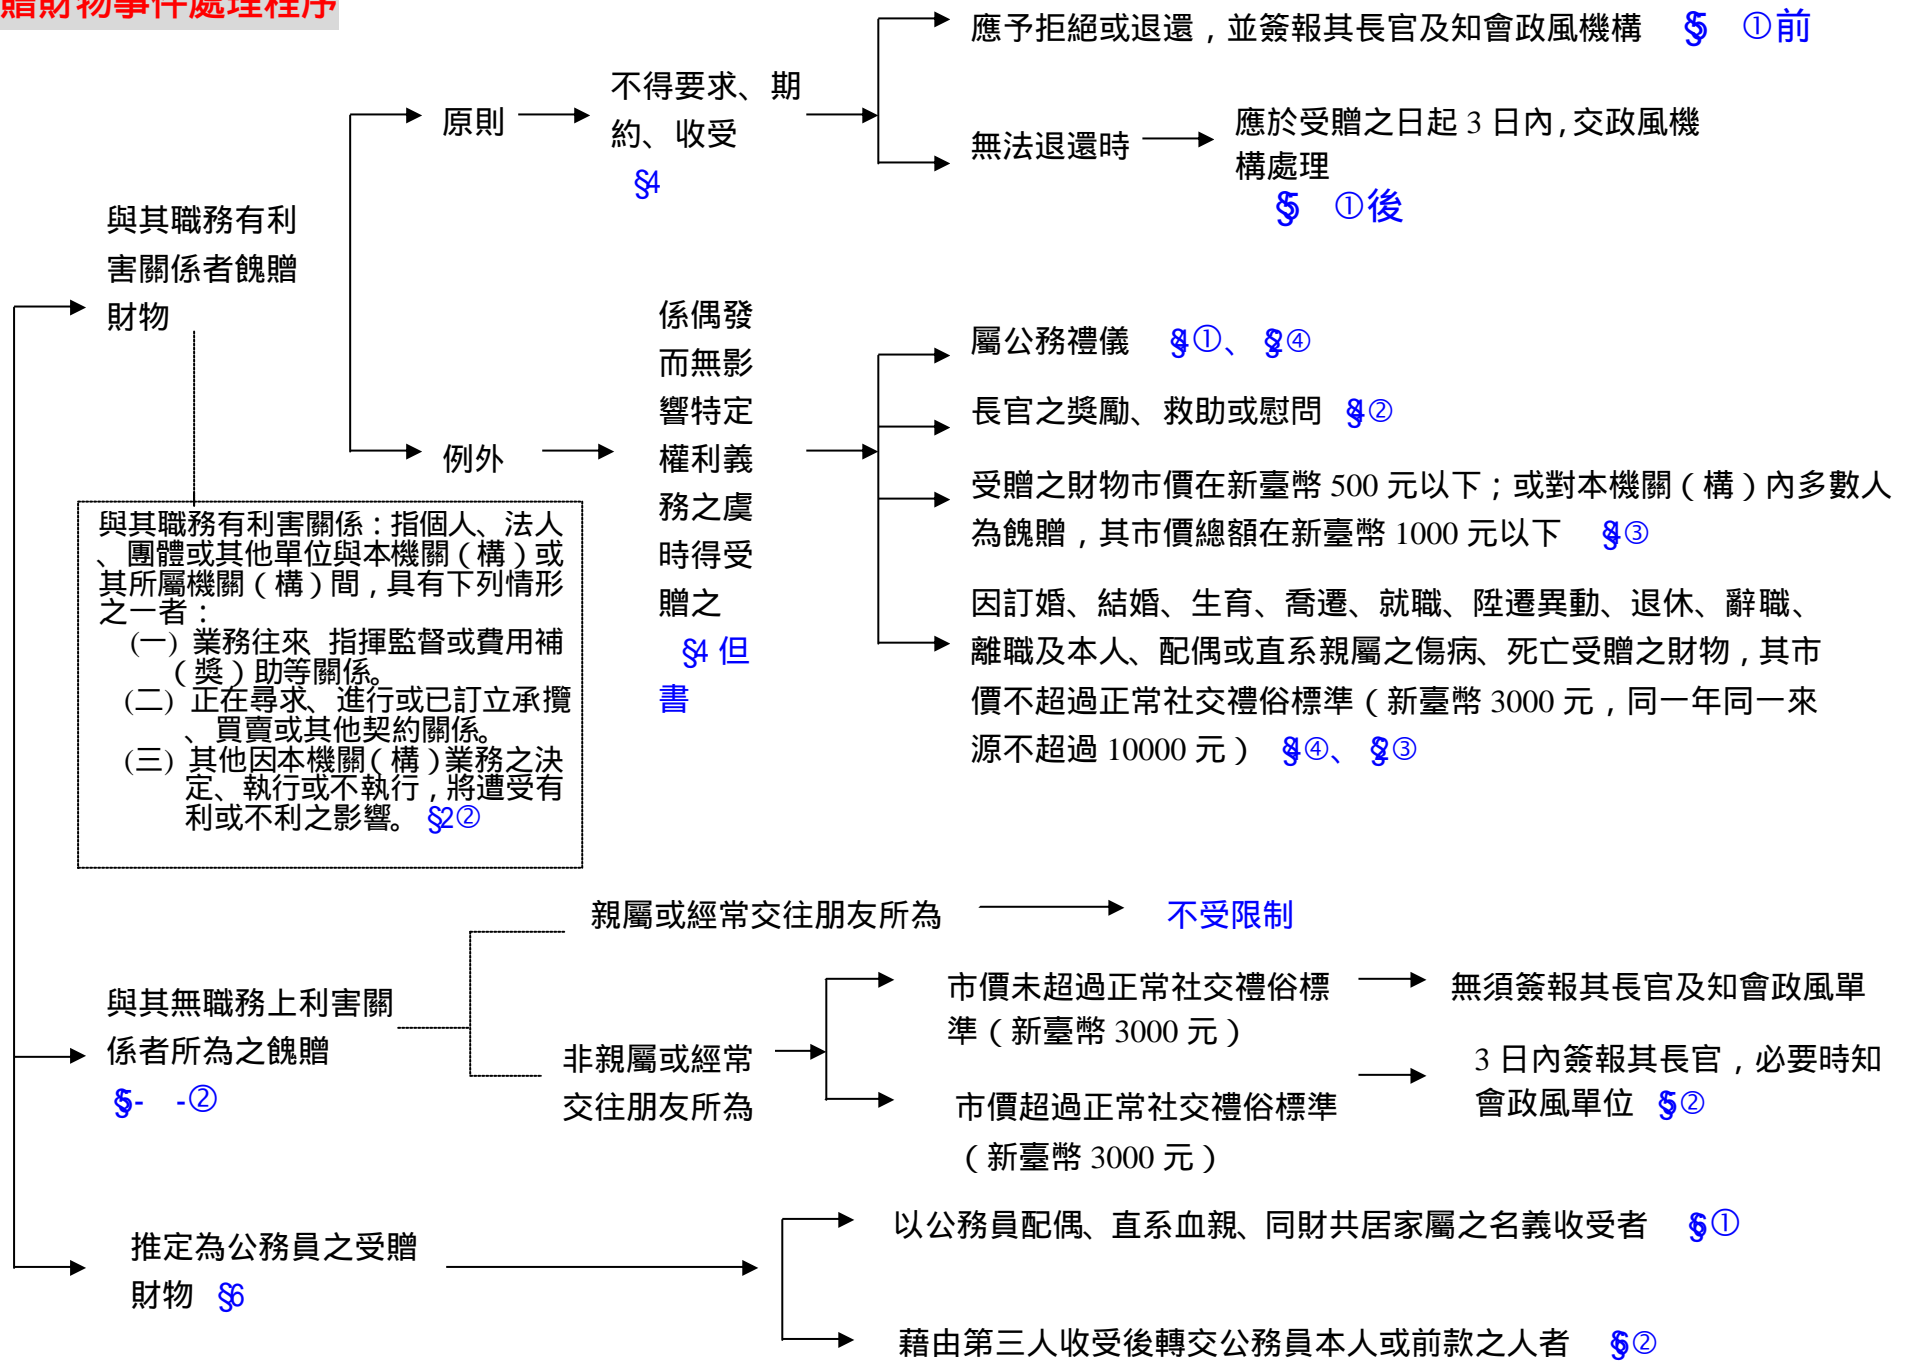 贈財物事件處理程序
應予拒絕或退還，並簽報其長官及知會政風機構 §5 ①前
不得要求、期
約、收受
§4
原則
無法退還時
應於受贈之日起 3 日內，交政風機
構處理
§5 ①後
與其職務有利
害關係者餽贈
財物
例外
係偶發
而無影
響特定
權利義
務之虞
時得受
贈之
§4 但
書
屬公務禮儀 §4①、 §2④
長官之獎勵、救助或慰問 §4②
受贈之財物市價在新臺幣 500 元以下；或對本機關（構）內多數人
為餽贈，其市價總額在新臺幣 1000 元以下 §4③
因訂婚、結婚、生育、喬遷、就職、陞遷異動、退休、辭職、
離職及本人、配偶或直系親屬之傷病、死亡受贈之財物，其市
價不超過正常社交禮俗標準（新臺幣 3000 元，同一年同一來
源不超過 10000 元） §4④、 §2③
與其職務有利害關係：指個人、法人
、團體或其他單位與本機關（構）或
其所屬機關（構）間，具有下列情形
之一者：
(一) 業務往來 指揮監督或費用補
（獎）助等關係。
(二) 正在尋求、進行或已訂立承攬
、買賣或其他契約關係。
(三) 其他因本機關（構）業務之決
定、執行或不執行，將遭受有
利或不利之影響。 §2②
與其無職務上利害關
係者所為之餽贈
§5- -②
親屬或經常交往朋友所為
不受限制
非親屬或經常
交往朋友所為
市價未超過正常社交禮俗標
準（新臺幣 3000 元）
無須簽報其長官及知會政風單
市價超過正常社交禮俗標準
（新臺幣 3000 元）
3 日內簽報其長官，必要時知
會政風單位 §5②
推定為公務員之受贈
財物 §6
以公務員配偶、直系血親、同財共居家屬之名義收受者 §6①
藉由第三人收受後轉交公務員本人或前款之人者 §6②